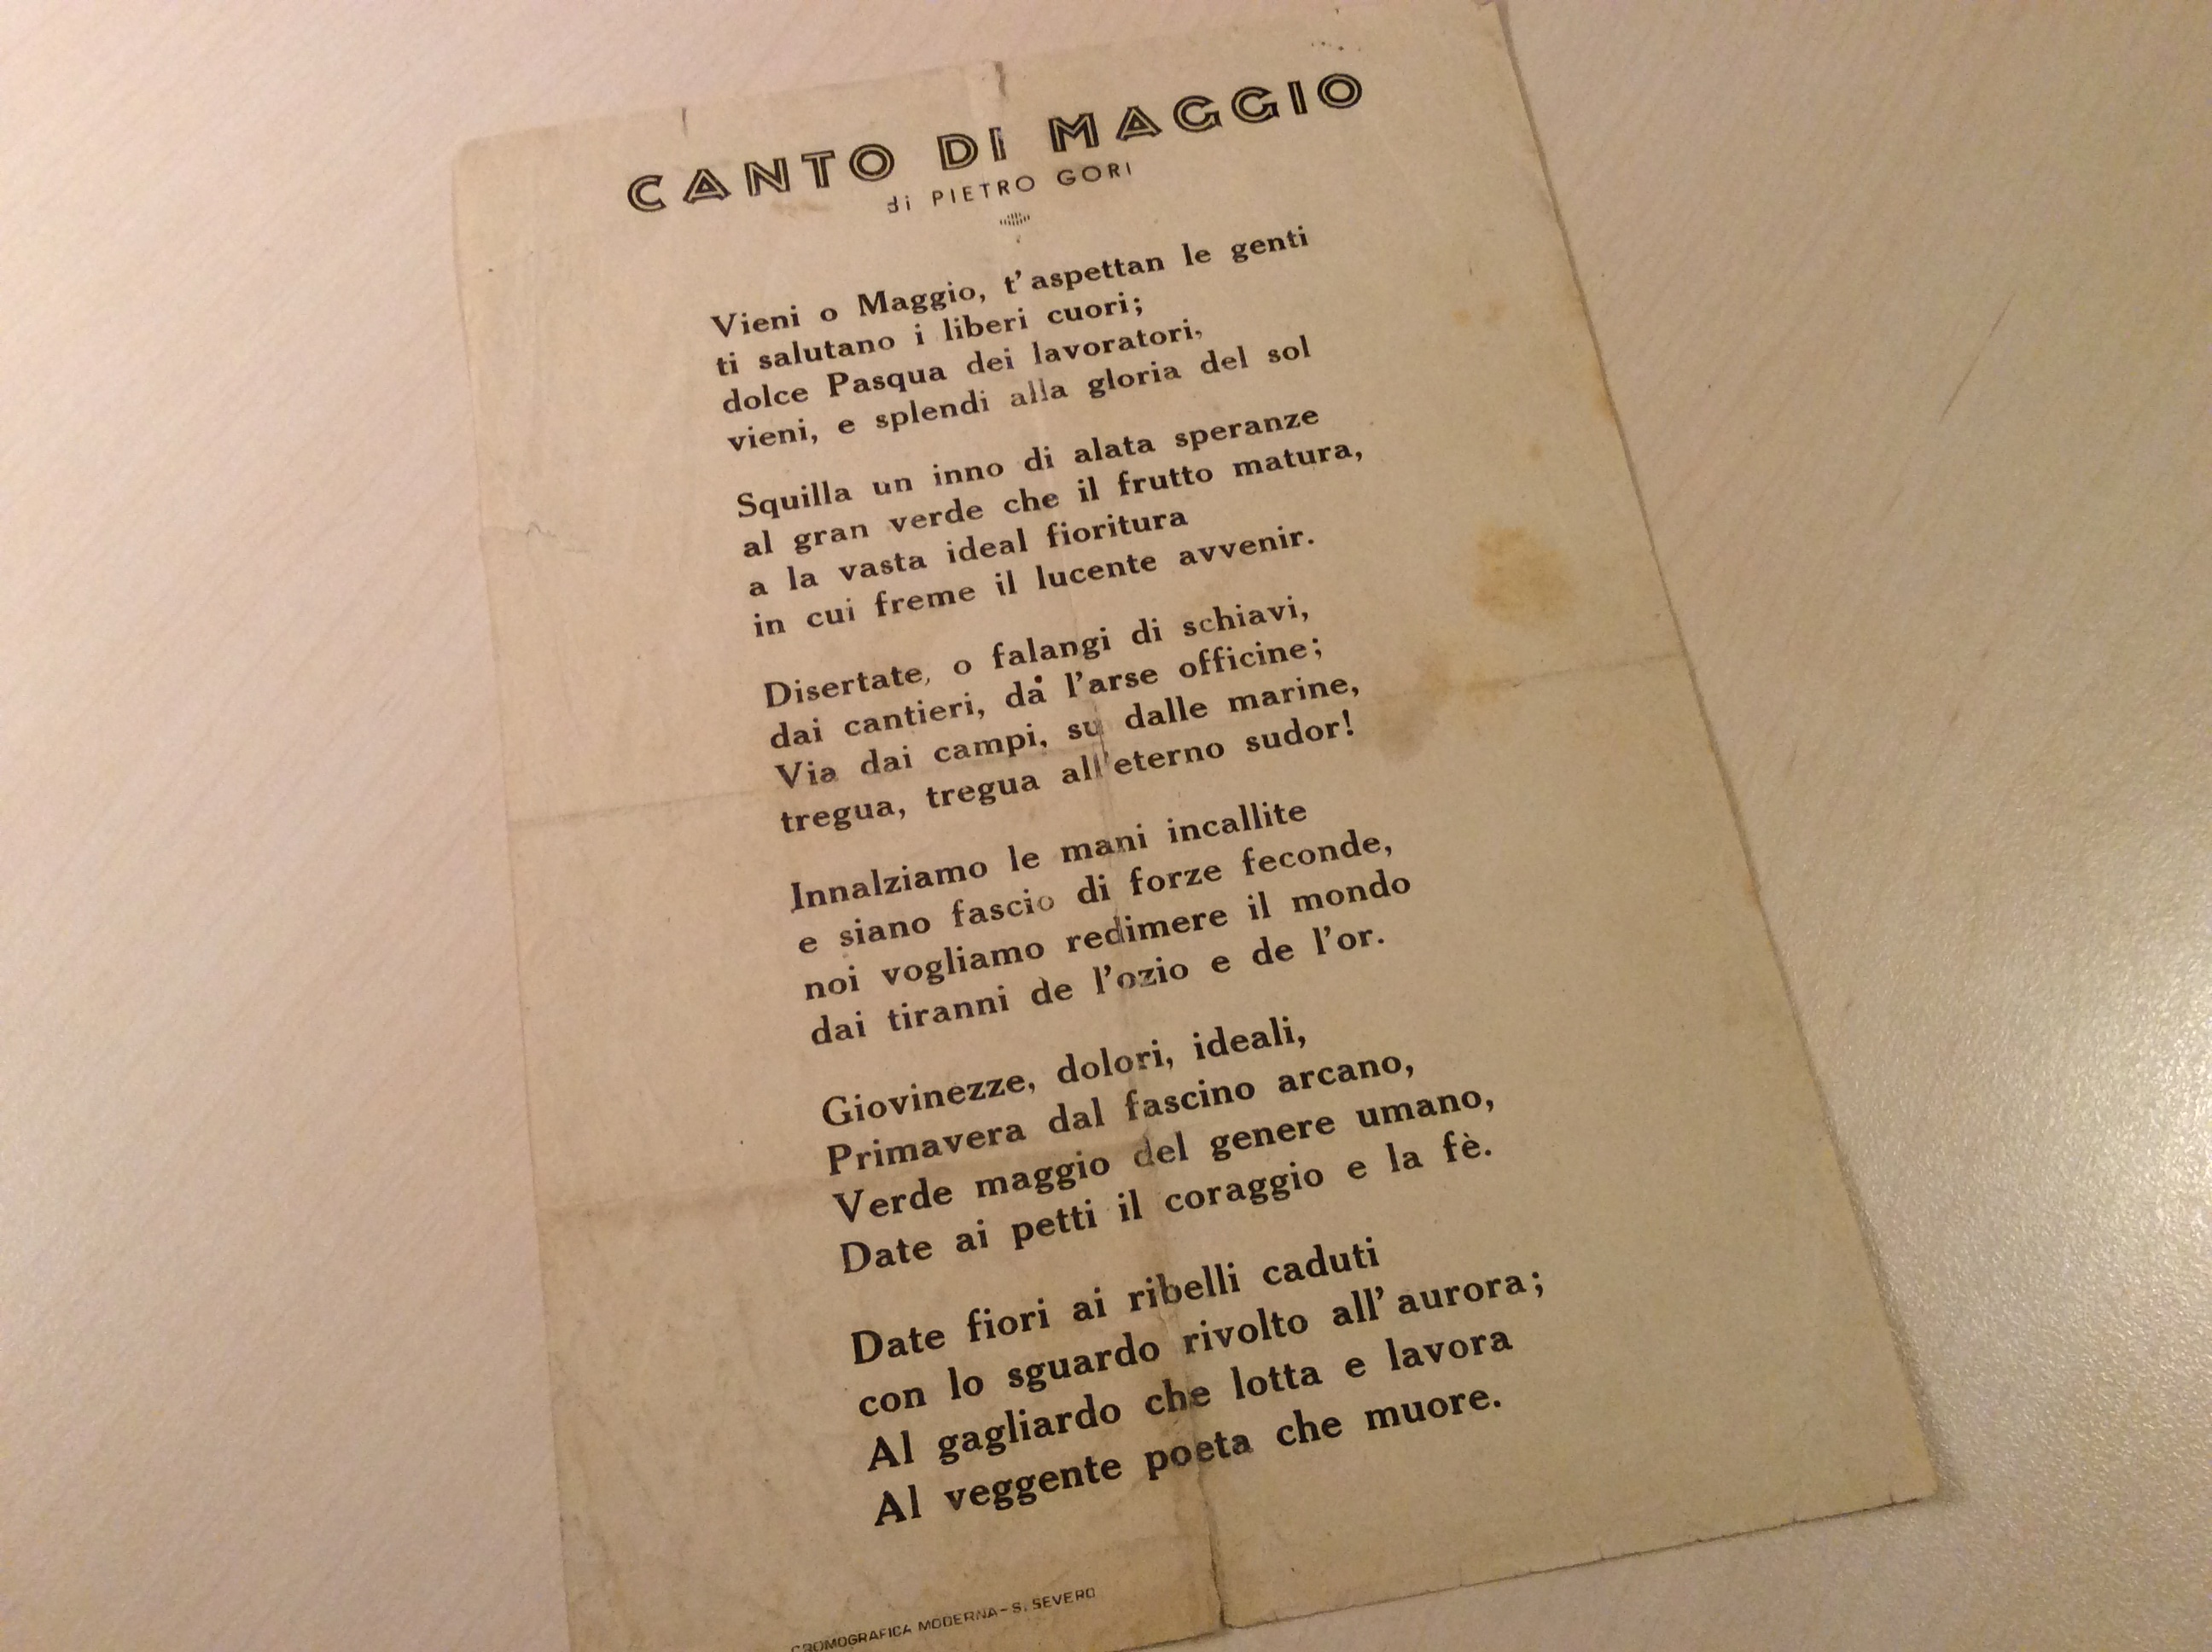 CANTO DI MAGGIO
di PIETRO GORI
Vieni o Maggio, t'aspettan le genti
ti salutano i liberi cuori;
dolce Pasqua dei lavoratori,
vieni, e splendi alla gloria del sol
Squilla un inno di alata speranze
al gran verde che il frutto matura,
a la vasta ideal fioritura
in cui freme il lucente avvenir.
Disertate, o falangi di schiavi,
dai cantieri, da l'arse officine;
Via dai campi, su dalle marine,
tregua, tregua all'eterno sudor!
Innalziamo le mani incallite
e siano fascio di forze feconde,
noi vogliamo redimere il mondo
dai tiranni de l'ozio e de l'or.
Giovinezze, dolori, ideali,
Primavera dal fascino arcano,
Verde maggio del genere umano,
Date ai petti il coraggio e la fè.
Date fiori ai ribelli caduti
con lo sguardo rivolto all'aurora;
Al gagliardo che lotta e lavora
Al veggente poeta che muore.
CROMOGRAFICA MODERNA - S. SEVERO